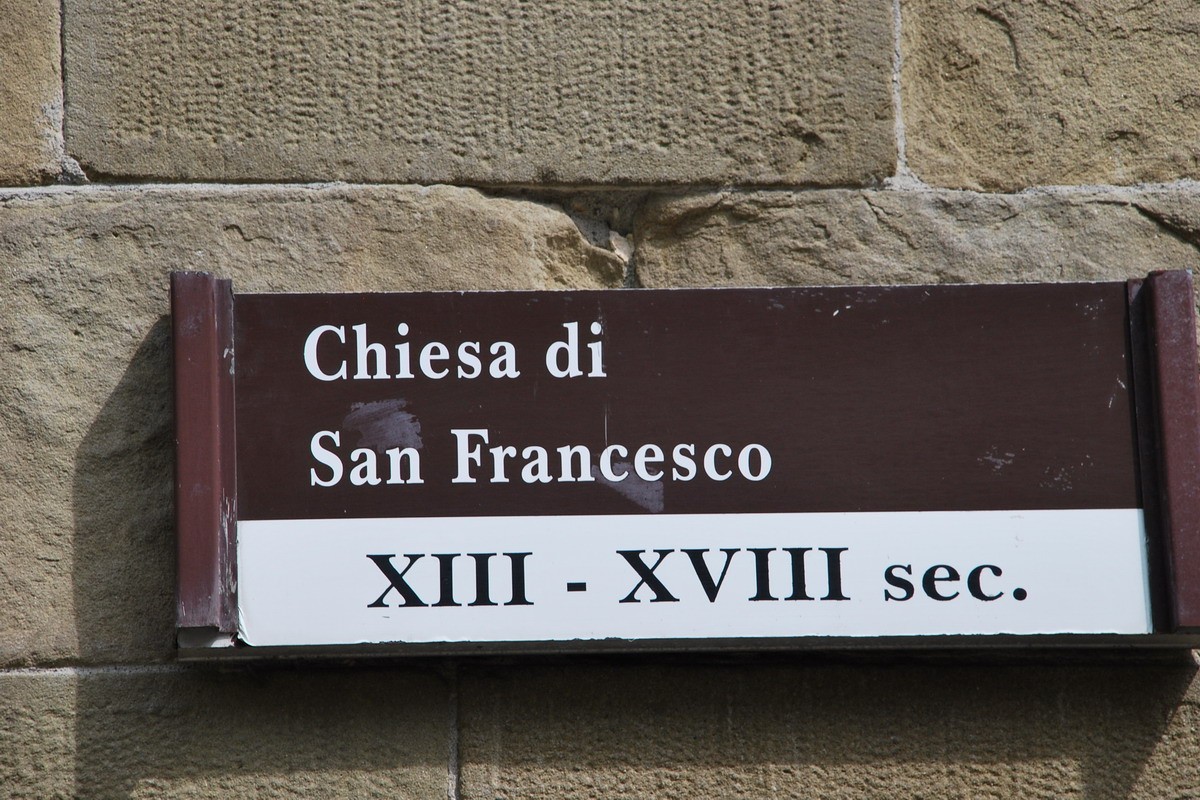 Chiesa di
San Francesco
XIII - XVIII sec.